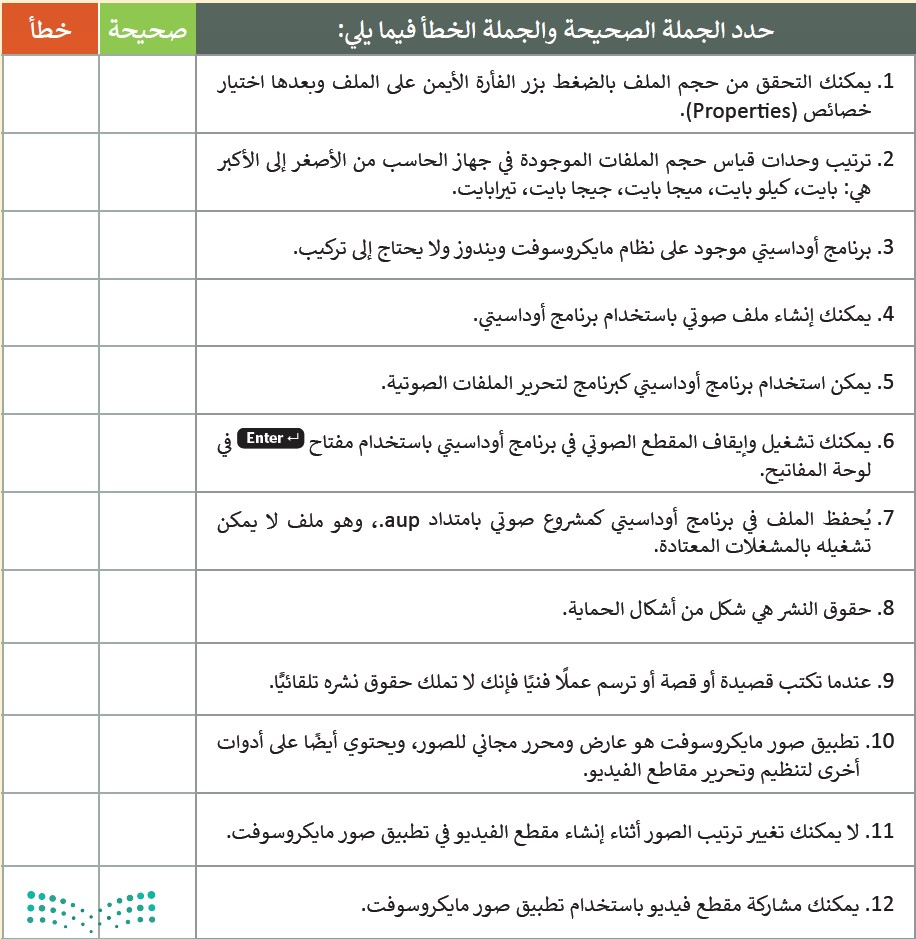 حدد الجملة الصحيحة والجملة الخطأ فيما يلي: صحيحة خطأ
1. يمكنك التحقق من حجم الملف بالضغط بزر الفأرة الأيمن على الملف وبعدها اختيار
خصائص (Properties).
2. ترتيب وحدات قياس حجم الملفات الموجودة في جهاز الحاسب من الأصغر إلى الأكبر
هي: بايت، كيلو بايت، ميجا بايت، جيجا بايت، تيرابايت.
3. برنامج أوداسيتي موجود على نظام مايكروسوفت ويندوز ولا يحتاج إلى تركيب.
4. يمكنك إنشاء ملف صوتي باستخدام برنامج أوداسيتي.
5. يمكن استخدام برنامج أوداسيتي كبرنامج لتحرير الملفات الصوتية.
6. يمكنك تشغيل وإيقاف المقطع الصوتي في برنامج أوداسيتي باستخدام مفتاح Enter ↵ في
لوحة المفاتيح.
7. يُحفظ الملف في برنامج أوداسيتي كمشروع صوتي بامتداد aup.، وهو ملف لا يمكن
تشغيله بالمشغلات المعتادة.
8. حقوق النشر هي شكل من أشكال الحماية.
9. عندما تكتب قصيدة أو قصة أو ترسم عملًا فنيًا فإنك لا تملك حقوق نشره تلقائيًا.
10. تطبيق صور مايكروسوفت هو عارض ومحرر مجاني للصور، ويحتوي أيضًا على أدوات
أخرى لتنظيم وتحرير مقاطع الفيديو.
11. لا يمكنك تغيير ترتيب الصور أثناء إنشاء مقطع الفيديو في تطبيق صور مايكروسوفت.
12. يمكنك مشاركة مقطع فيديو باستخدام تطبيق صور مايكروسوفت.